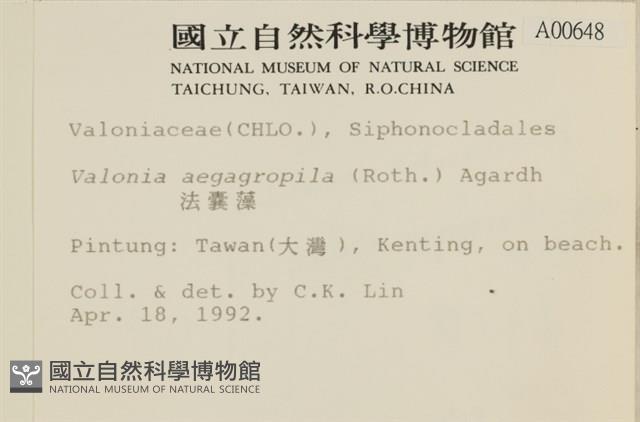 國立自然科學博物館
A00648
NATIONAL MUSEUM OF NATURAL SCIENCE
TAICHUNG, TAIWAN, R.O.CHINA
Valoniaceae(CHLO.), Siphonocladales
Valonia aegagropila (Roth.) Agardh
法囊藻
Pintung: Tawan(大灣), Kenting, on beach.
Coll. & det. by C.K. Lin
Apr. 18, 1992.
國立自然科學博物館
NATIONAL MUSEUM OF NATURAL SCIENCE